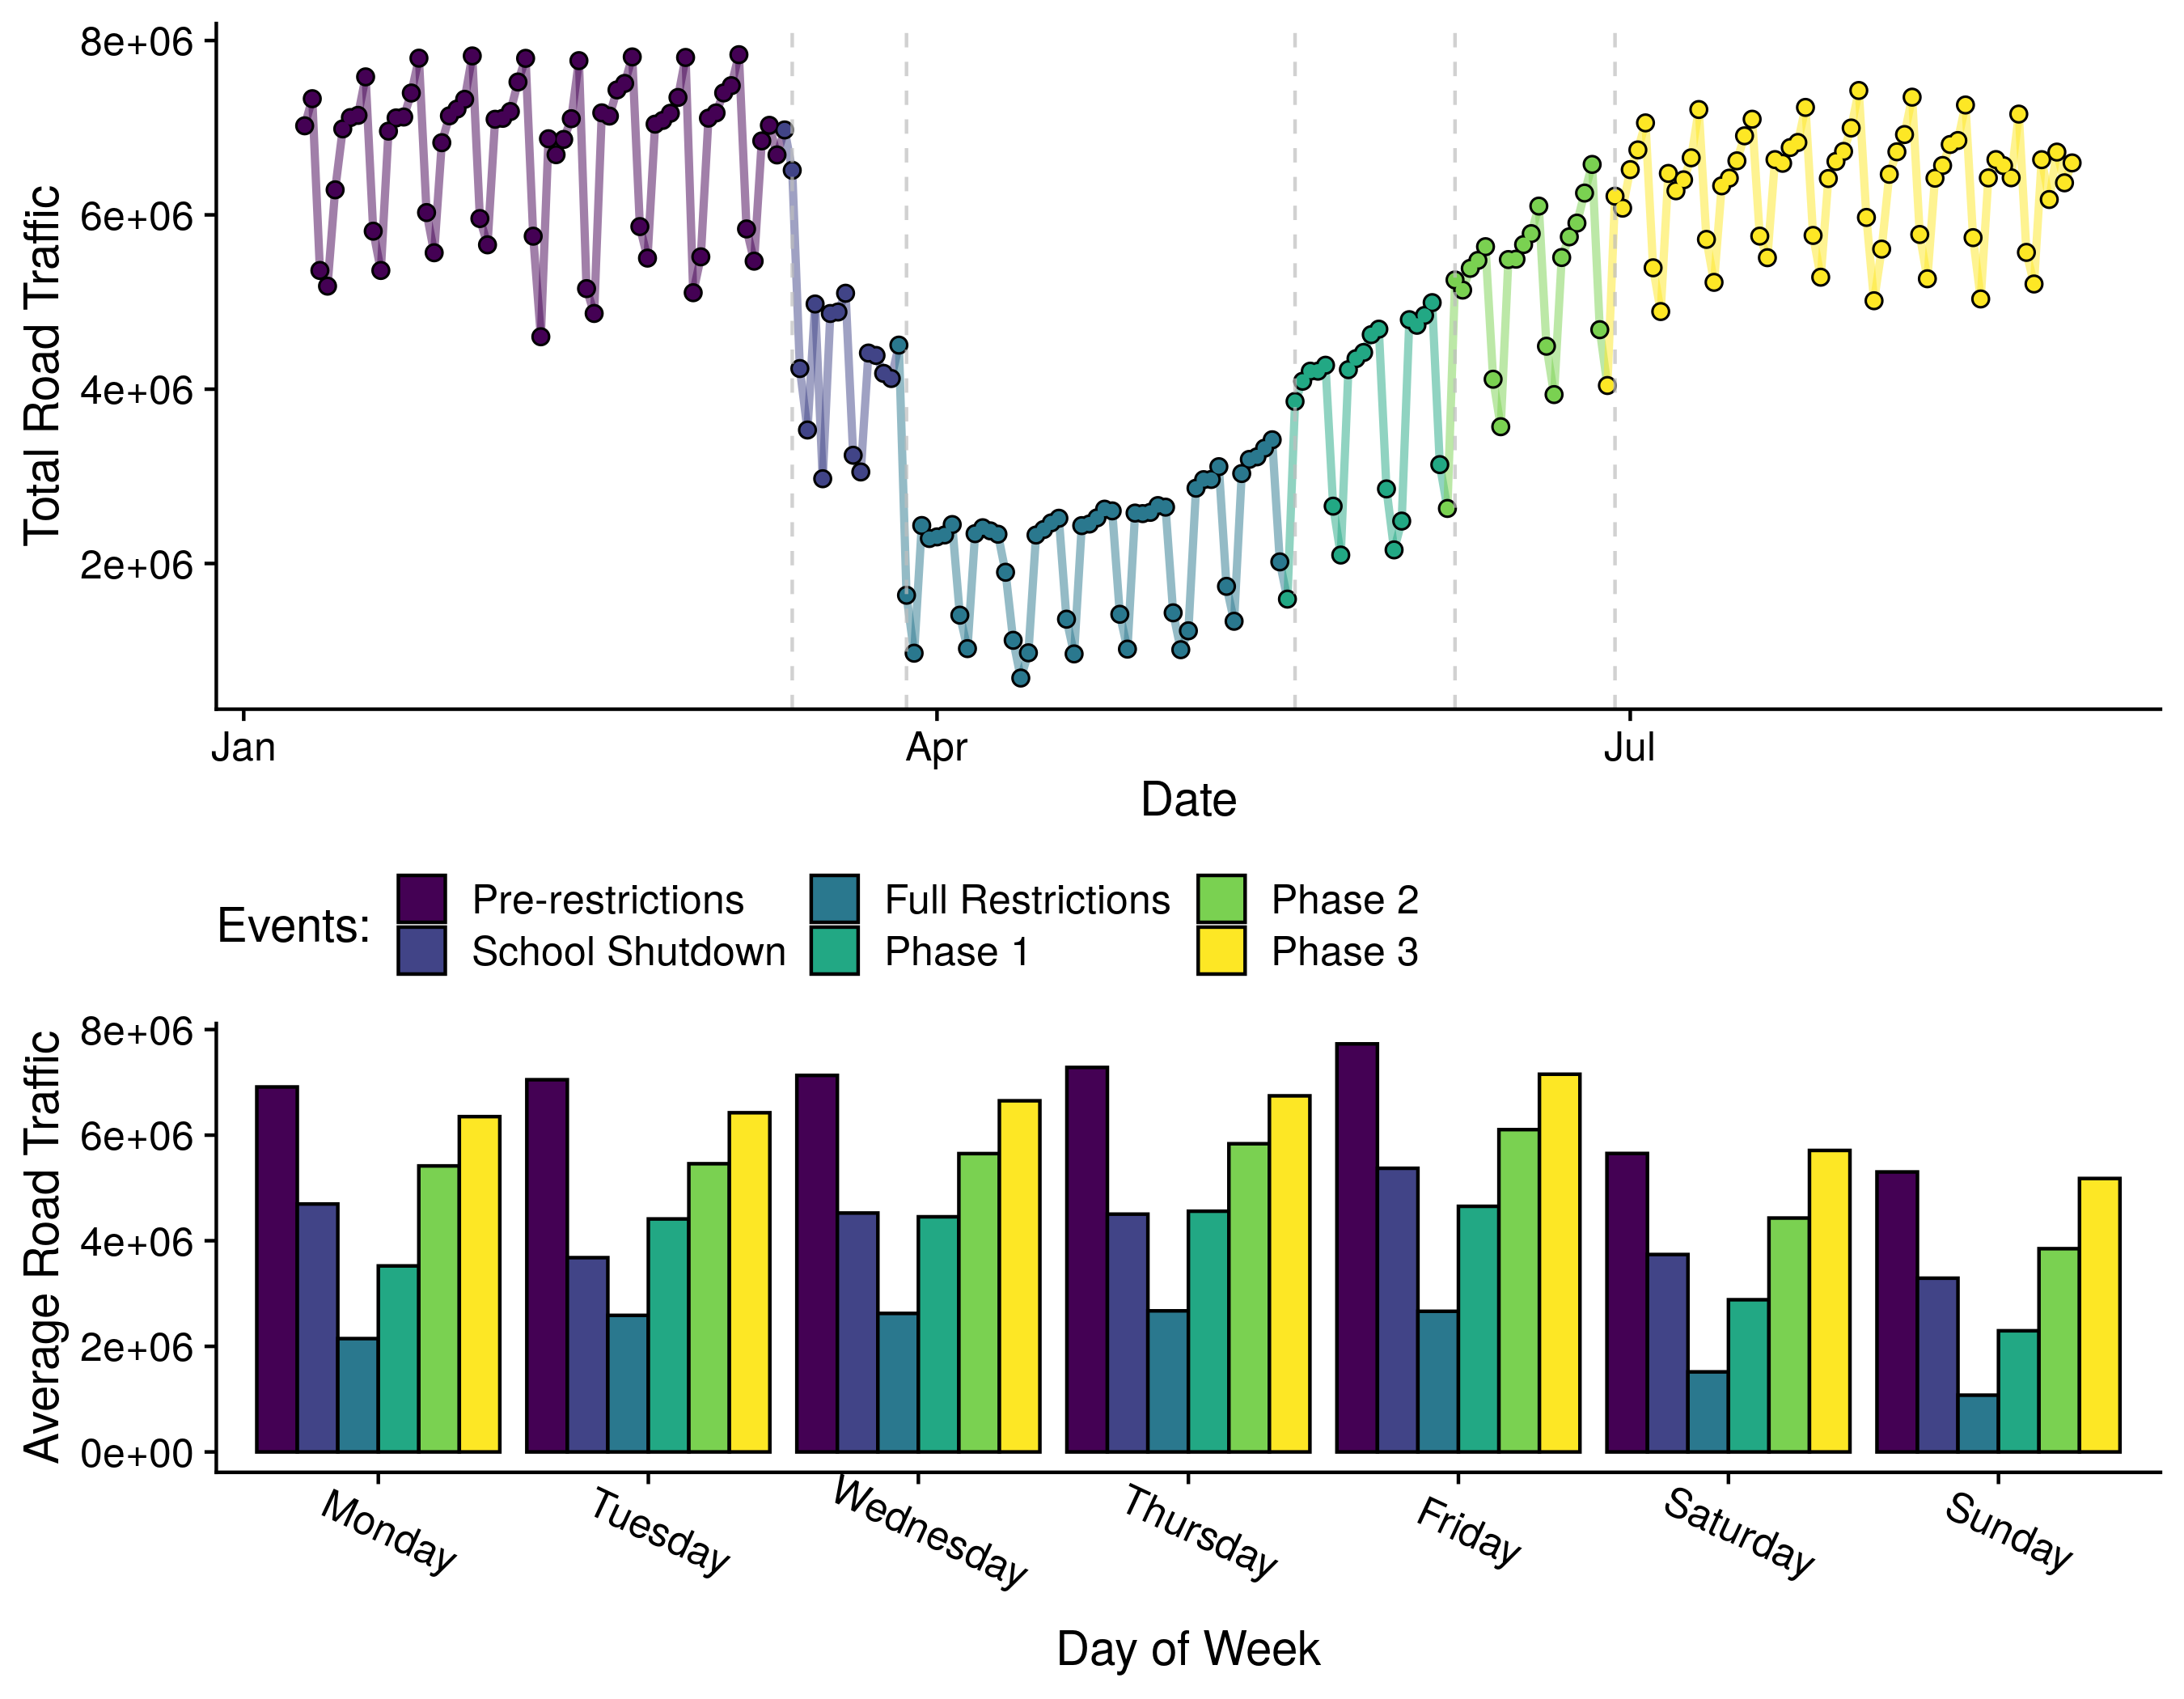 Total Road Traffic
8e+06
6e+06
4e+06
2e+06
Jan Apr Jul
Date
Events:
Pre-restrictions Full Restrictions Phase 2
School Shutdown Phase 1 Phase 3
Average Road Traffic
8e+06
6e+06
4e+06
2e+06
0e+00
Monday Tuesday Wednesday Thursday Friday Saturday Sunday
Day of Week